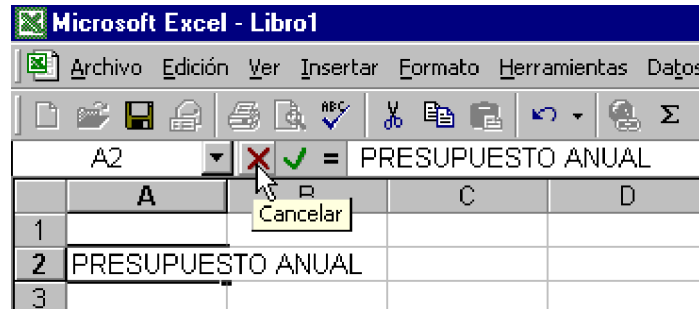 Microsoft Excel - Libro1
Archivo Edición Ver Insertar Formato Herramientas Datos
ABC Σ
A2 = PRESUPUESTO ANUAL
A B C D
Cancelar
1
2 PRESUPUESTO ANUAL
3